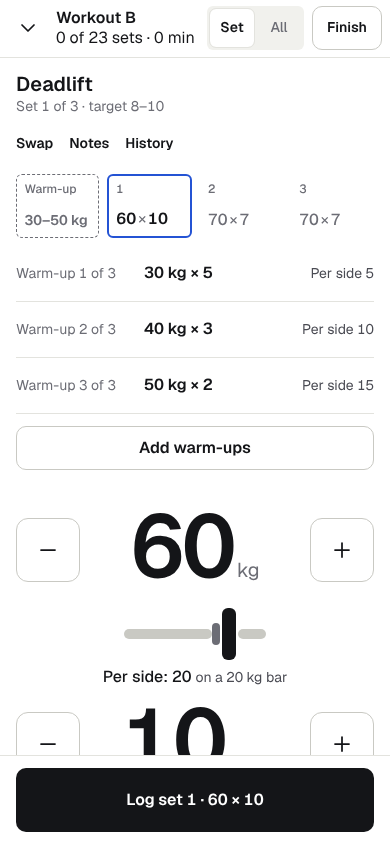 Workout B
0 of 23 sets · 0 min
Set
All
Finish
Deadlift
Set 1 of 3 · target 8–10
Swap
Notes
History
Warm-up
30–50 kg
1
60×10
2
70×7
3
70×7
Warm-up 1 of 3 30 kg × 5 Per side 5
Warm-up 2 of 3 40 kg × 3 Per side 10
Warm-up 3 of 3 50 kg × 2 Per side 15
Add warm-ups
− 60 kg +
Per side: 20 on a 20 kg bar
− 10 +
Log set 1 · 60 × 10